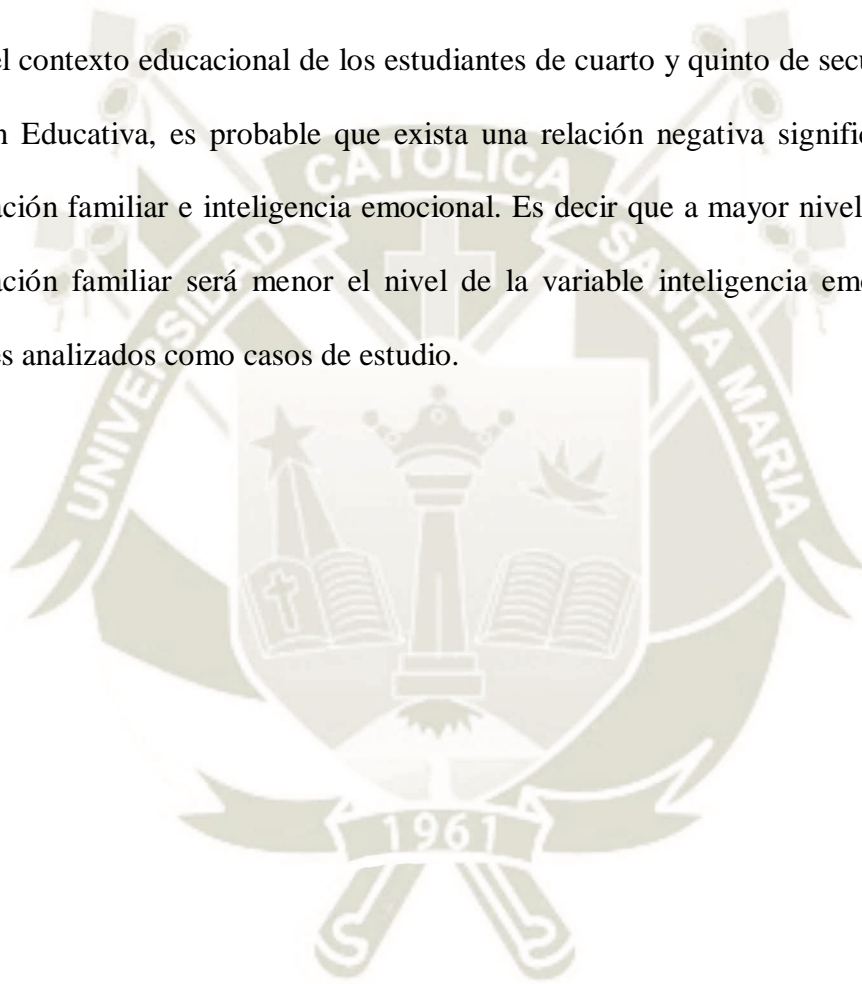 el contexto educacional de los estudiantes de cuarto y quinto de secu
n Educativa, es probable que exista una relación negativa signific
ación familiar e inteligencia emocional. Es decir que a mayor nivel
ación familiar será menor el nivel de la variable inteligencia emo
es analizados como casos de estudio.
UNIVERSIDAD CATOLICA SANTA MARIA
1961